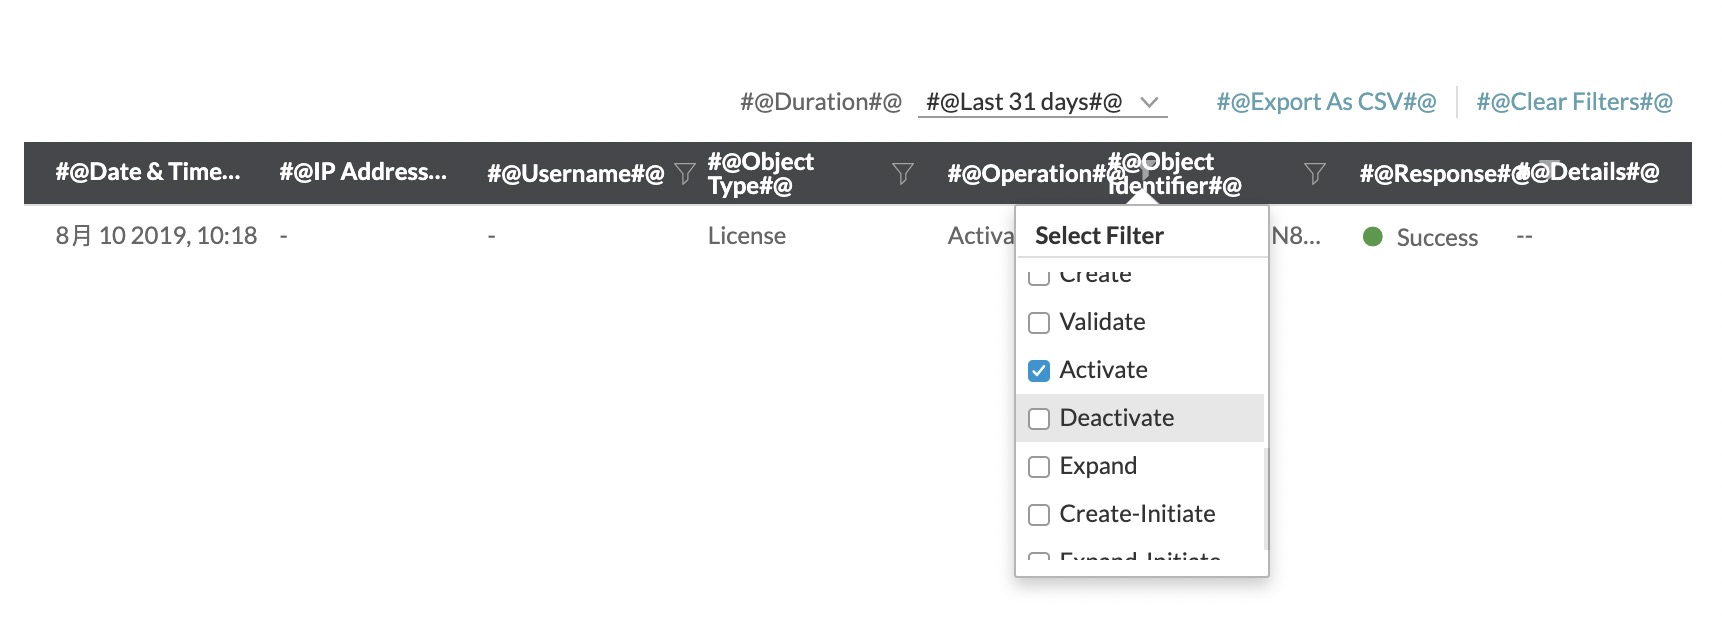 #@Duration#@ #@Last 31 days#@ #@Export As CSV#@ #@Clear Filters#@
#@Date & Time... #@IP Address... #@Username#@ #@Object Type#@ #@Operation#@ #@Object Identifier#@ #@Response#@ #@Details#@
8月 10 2019, 10:18 - - License Activa N8... Success --
Select Filter
Create
Validate
Activate
Deactivate
Expand
Create-Initiate
Expand-Initiate